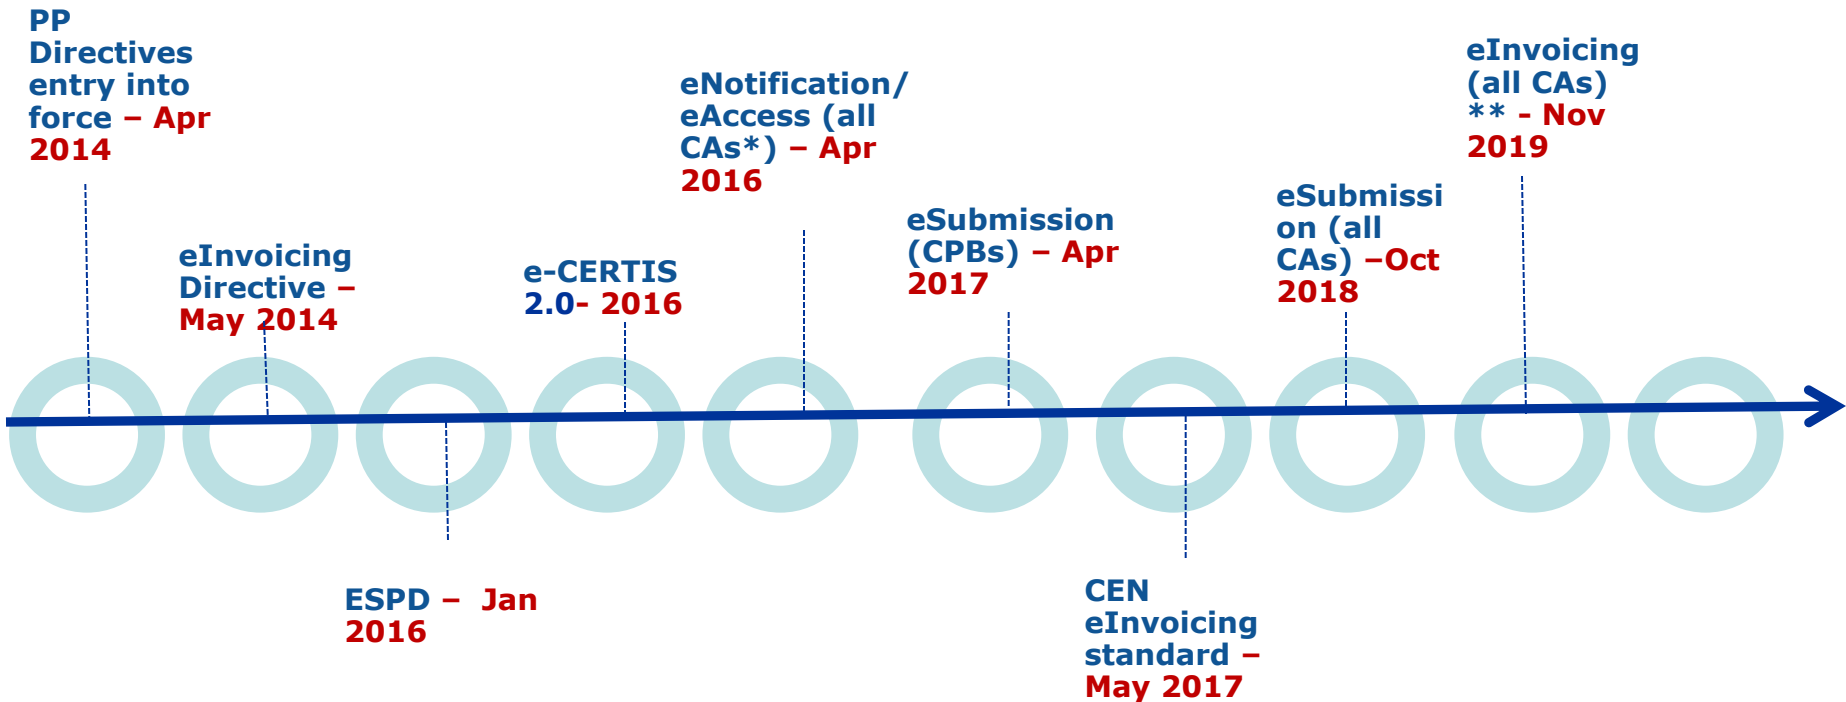 PP
Directives
entry into
force – Apr
2014
eInvoicing
Directive –
May 2014
ESPD –  Jan
2016
e-CERTIS
2.0- 2016
eNotification/
eAccess (all
CAs*) – Apr
2016
eSubmission
(CPBs) – Apr
2017
CEN
eInvoicing
standard –
May 2017
eSubmissi
on (all
CAs) –Oct
2018
eInvoicing
(all CAs)
** - Nov
2019